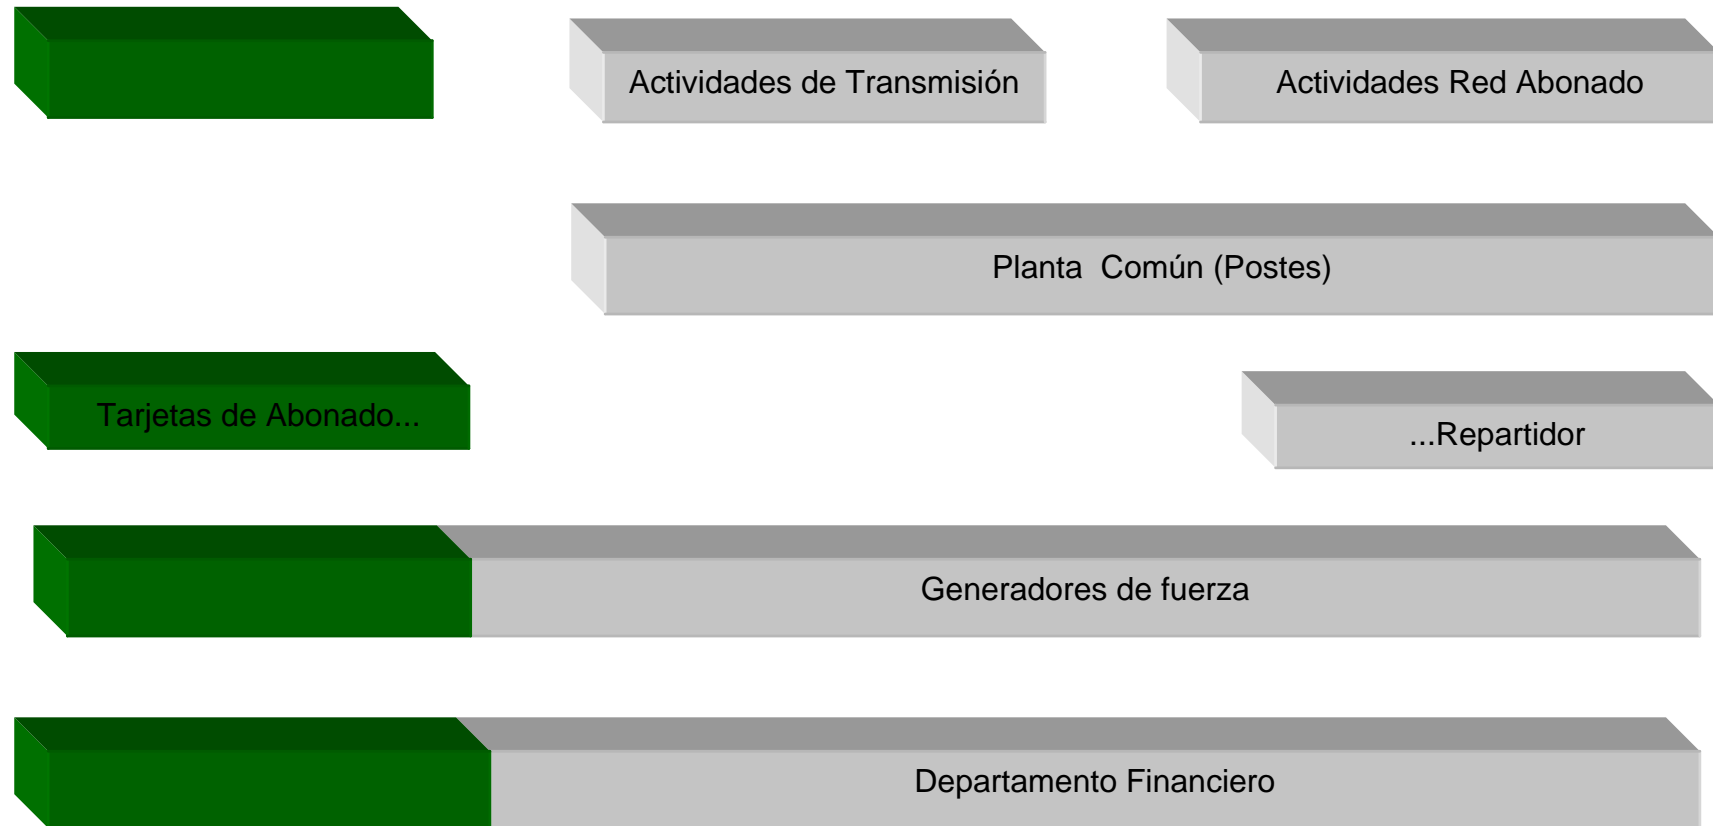 Actividades de Transmisión
Actividades Red Abonado
Planta  Común (Postes)
Tarjetas de Abonado...
...Repartidor
Generadores de fuerza
Departamento Financiero